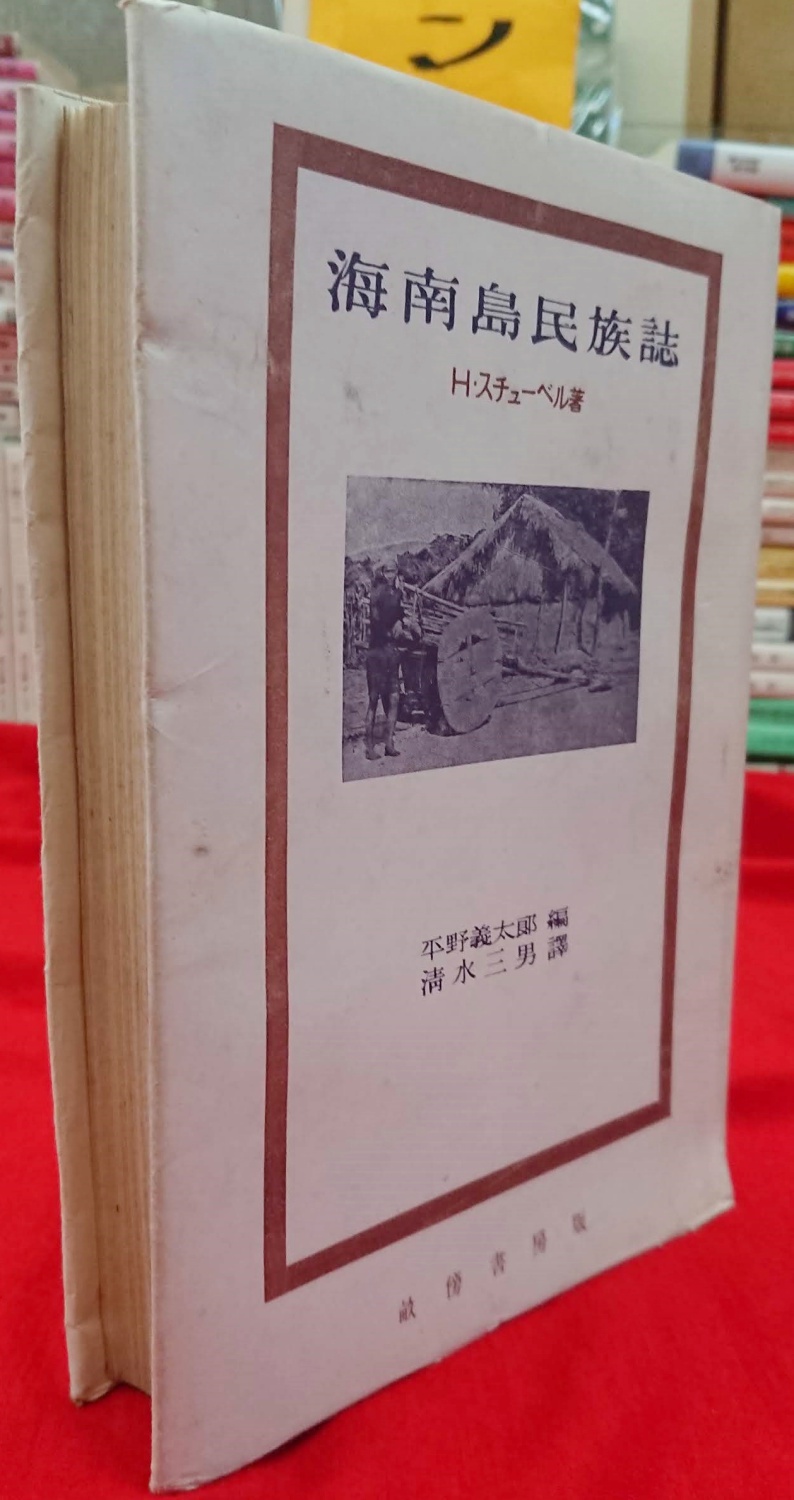 ン
海南島民族誌
H・スチューベル著
平野義太郎 編
清水三男 譯
畝傍書房版